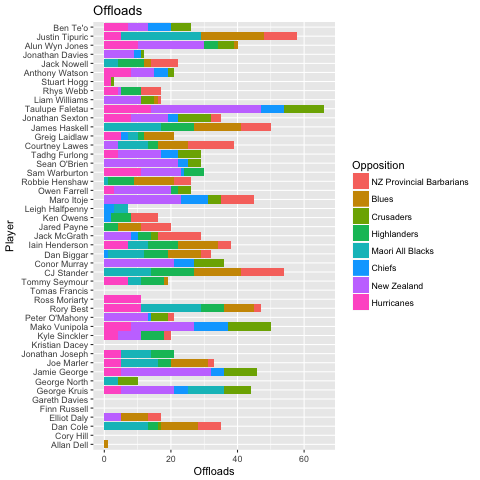 Offloads
Ben Te'o
Justin Tipuric
Alun Wyn Jones
Jonathan Davies
Jack Nowell
Anthony Watson
Stuart Hogg
Rhys Webb
Liam Williams
Taulupe Faletau
Jonathan Sexton
James Haskell
Greig Laidlaw
Courtney Lawes
Tadhg Furlong
Sean O'Brien
Sam Warburton
Robbie Henshaw
Owen Farrell
Maro Itoje
Leigh Halfpenny
Ken Owens
Jared Payne
Jack McGrath
Iain Henderson
Dan Biggar
Conor Murray
CJ Stander
Tommy Seymour
Tomas Francis
Ross Moriarty
Rory Best
Peter O'Mahony
Mako Vunipola
Kyle Sinckler
Kristian Dacey
Jonathan Joseph
Joe Marler
Jamie George
George North
George Kruis
Gareth Davies
Finn Russell
Elliot Daly
Dan Cole
Cory Hill
Allan Dell
Player
0 20 40 60
Offloads
Opposition
NZ Provincial Barbarians
Blues
Crusaders
Highlanders
Maori All Blacks
Chiefs
New Zealand
Hurricanes